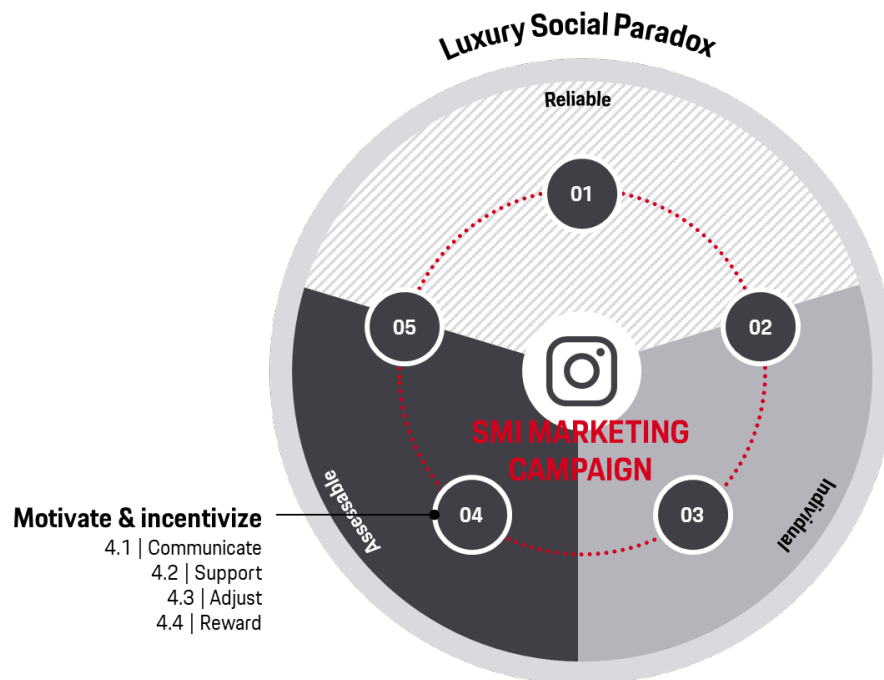 Luxury Social Paradox
Reliable
01
05
02
SMI MARKETING
CAMPAIGN
Assessable
Individual
04
03
Motivate & incentivize
4.1 | Communicate
4.2 | Support
4.3 | Adjust
4.4 | Reward